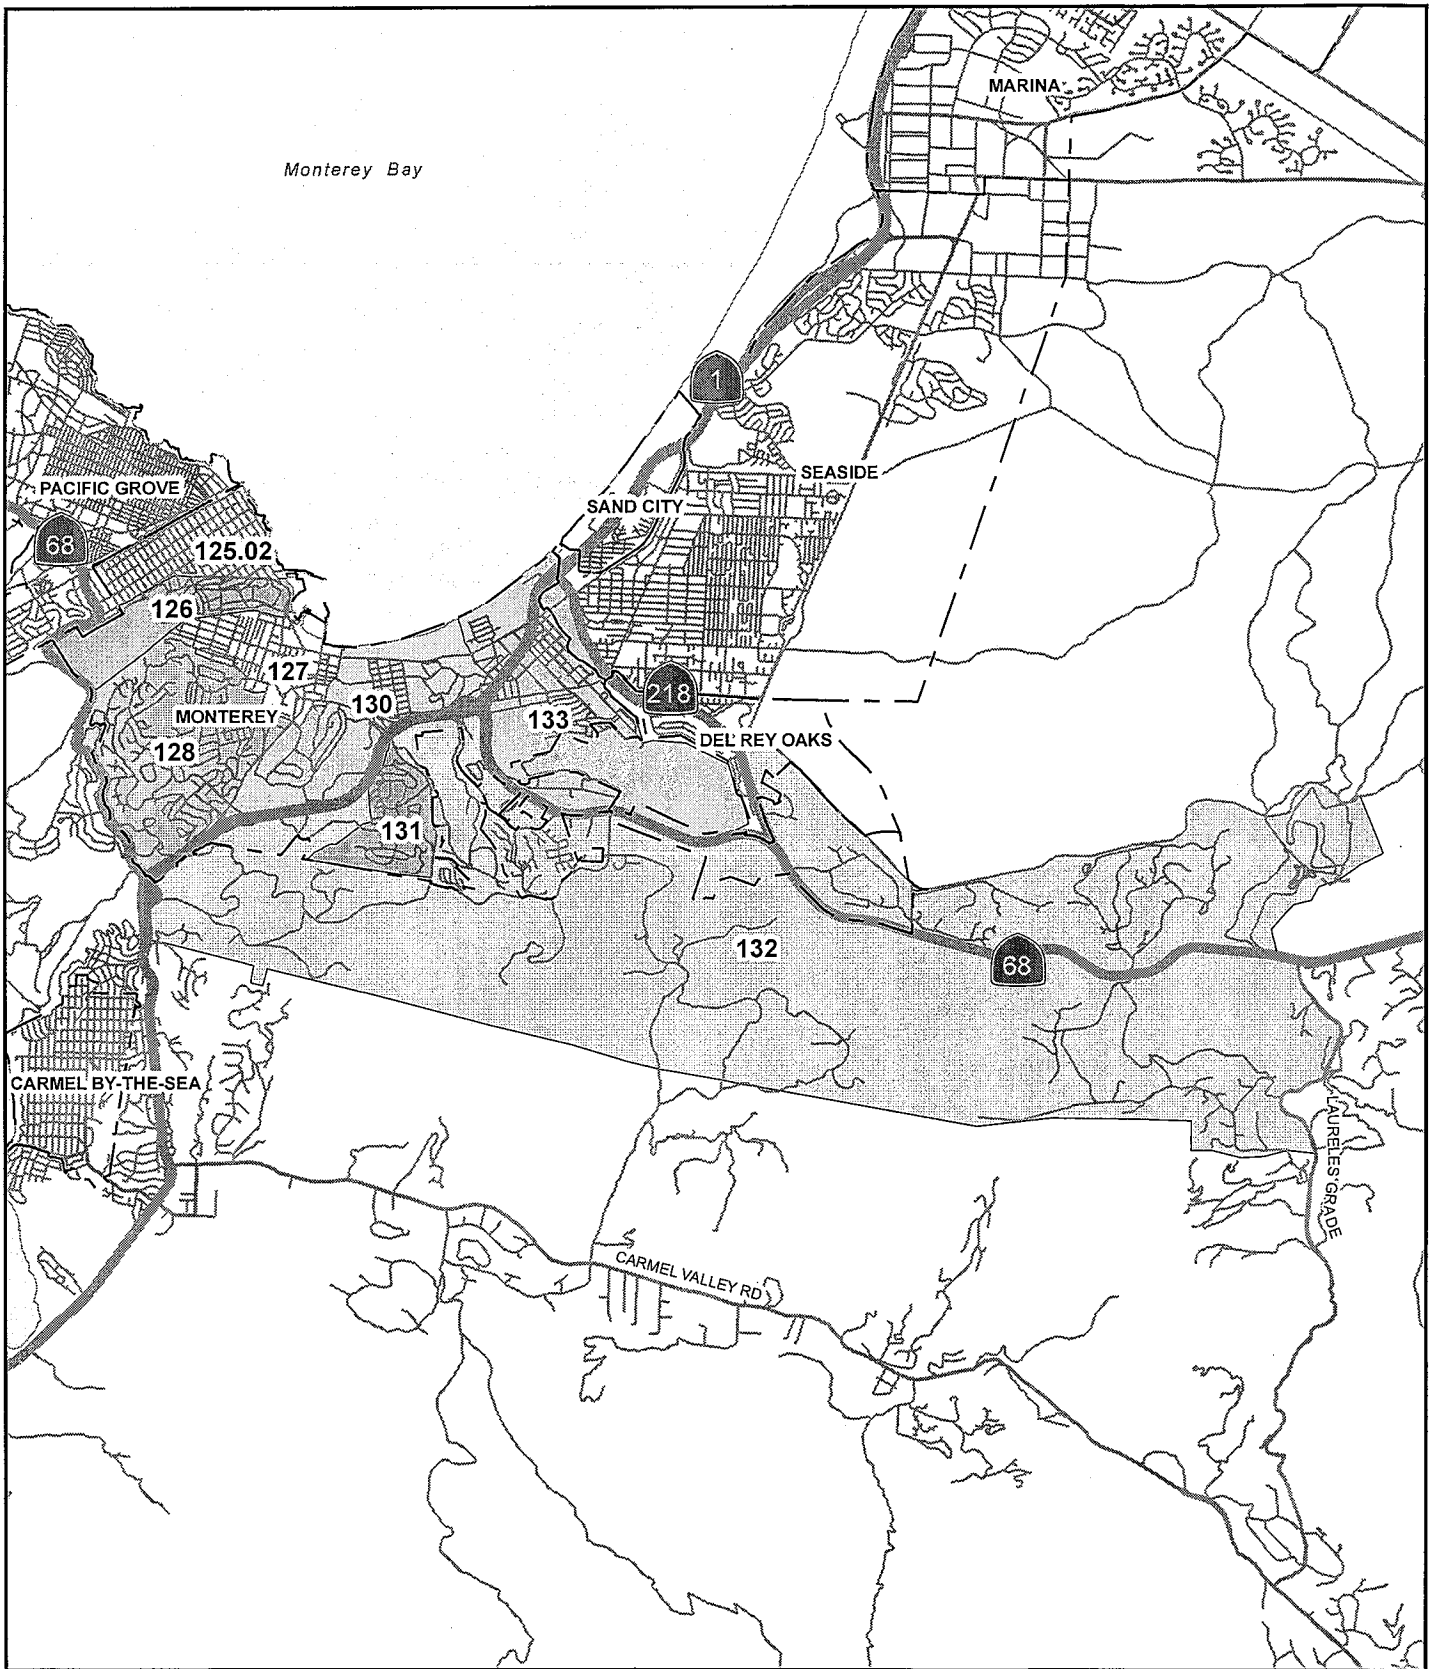 MARINA
Monterey Bay
1
SEASIDE
PACIFIC GROVE
SAND CITY
68
125.02
126
127
218
MONTEREY
130
133
DEL REY OAKS
128
131
132
68
CARMEL BY-THE-SEA
LAURELES GRADE
CARMEL VALLEY RD